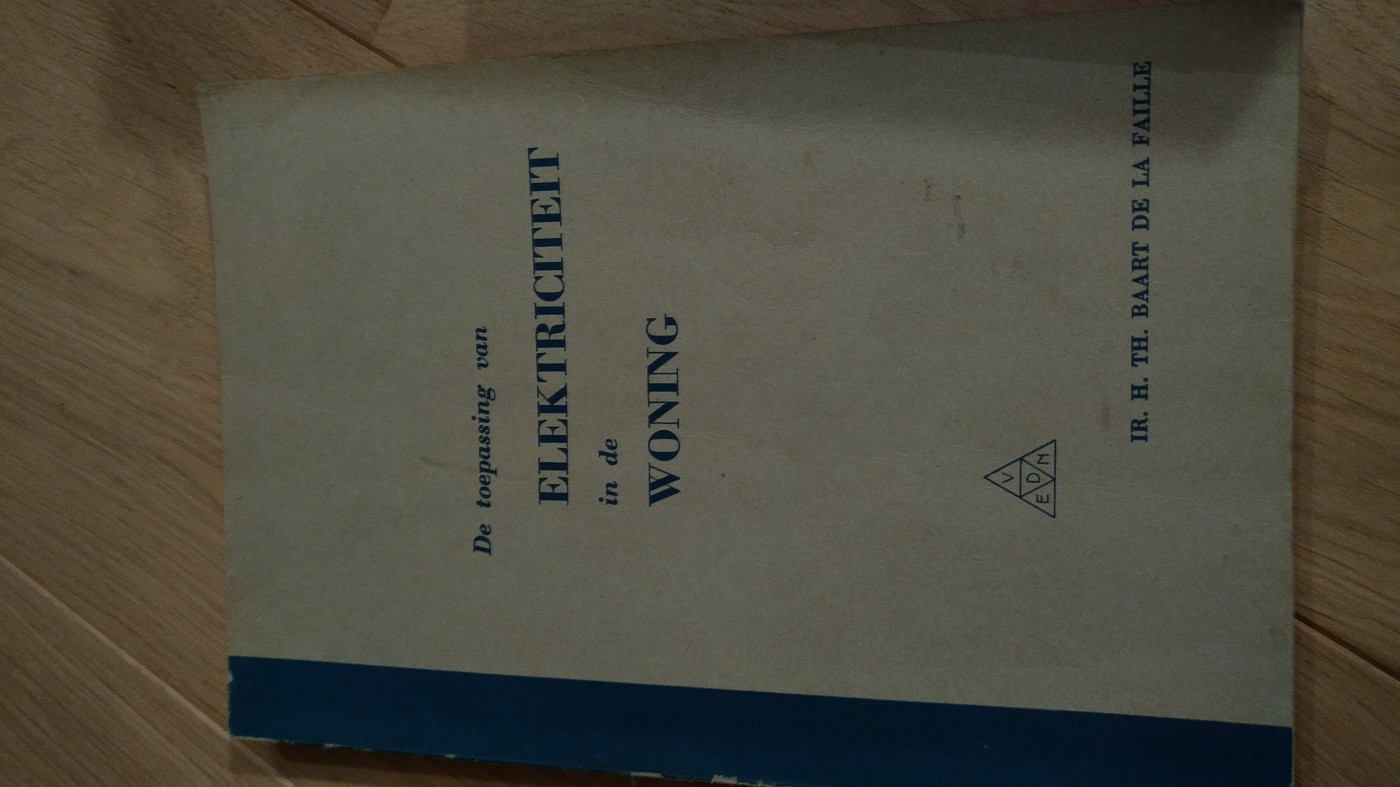 De toepassing van
ELEKTRICITEIT
in de
WONING
V
E D N
IR. H. TH. BAART DE LA FAILLE